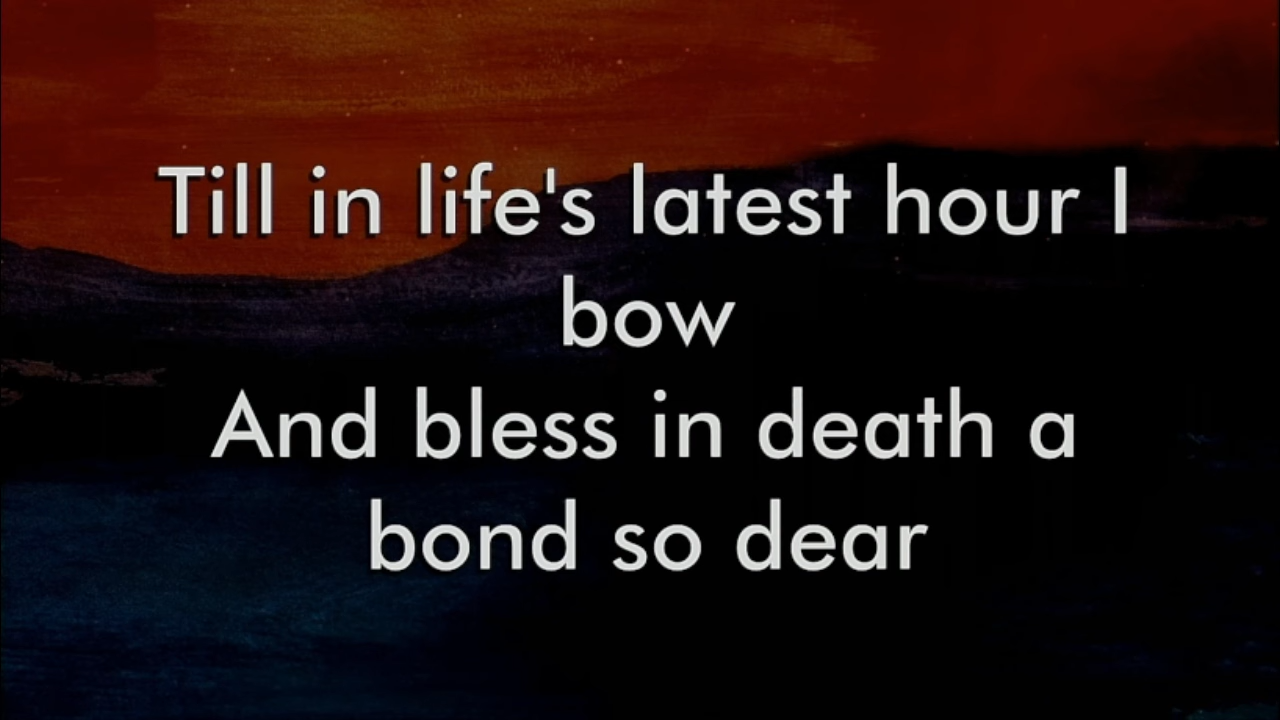 Till in life's latest hour I
bow
And bless in death a
bond so dear